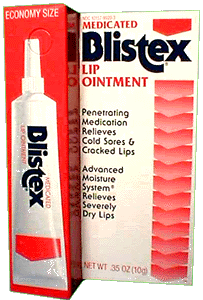 ECONOMY SIZE
MEDICATED
Blistex
LIP
OINTMENT
Penetrating
Medication
Relieves
Cold Sores &
Cracked Lips
Advanced
Moisture
System®
Relieves
Severely
Dry Lips
NET WT .35 OZ (10g)
Blistex
MEDICATED
LIP OINTMENT